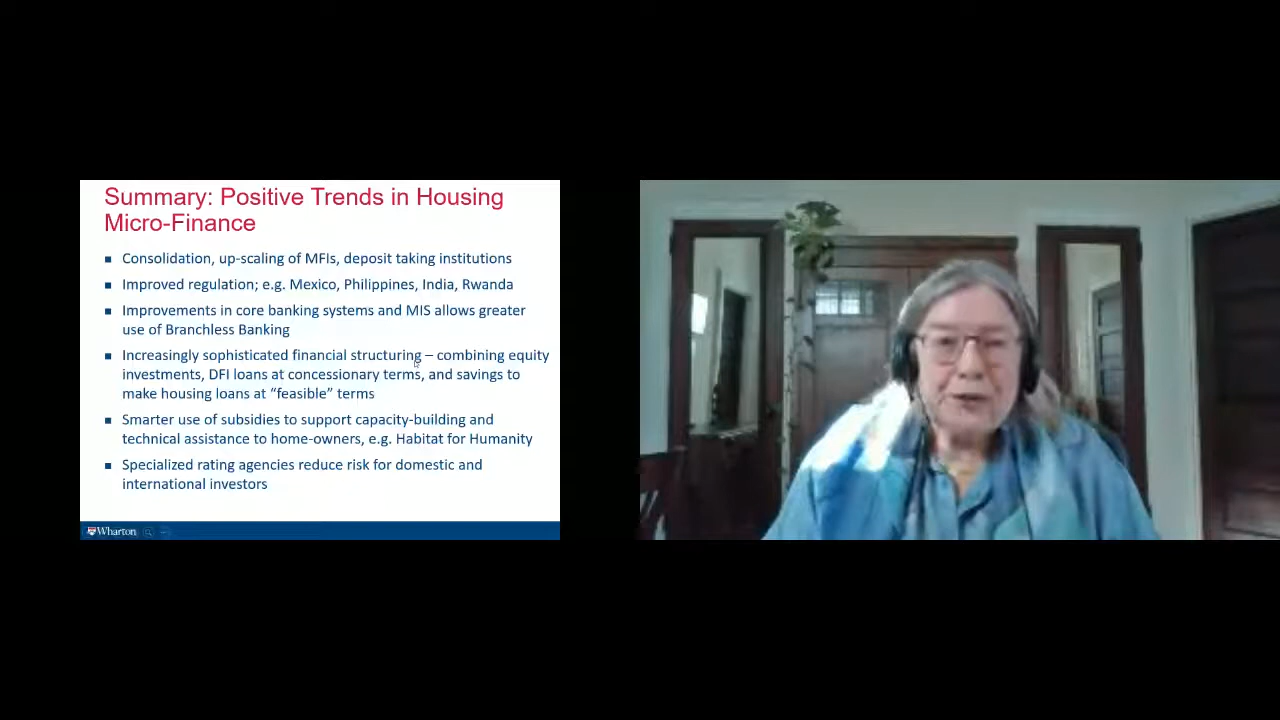 Summary: Positive Trends in Housing
Micro-Finance
■ Consolidation, up-scaling of MFIs, deposit taking institutions
■ Improved regulation; e.g. Mexico, Philippines, India, Rwanda
■ Improvements in core banking systems and MIS allows greater
use of Branchless Banking
■ Increasingly sophisticated financial structuring – combining equity
investments, DFI loans at concessionary terms, and savings to
make housing loans at “feasible” terms
■ Smarter use of subsidies to support capacity-building and
technical assistance to home-owners, e.g. Habitat for Humanity
■ Specialized rating agencies reduce risk for domestic and
international investors
Wharton